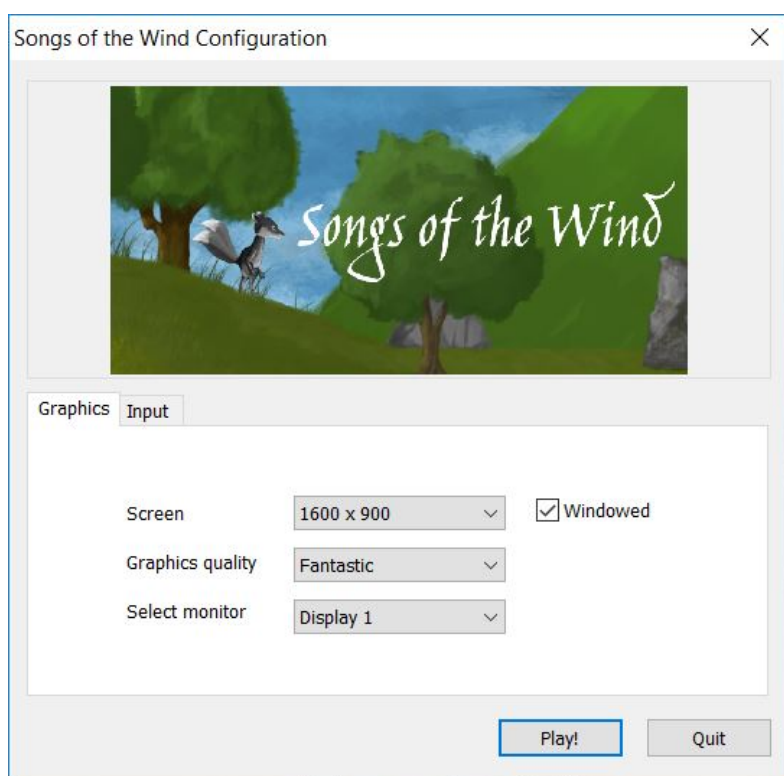 Songs of the Wind Configuration
Songs of the Wind
Graphics Input
Screen 1600 x 900 Windowed
Graphics quality Fantastic
Select monitor Display 1
Play! Quit